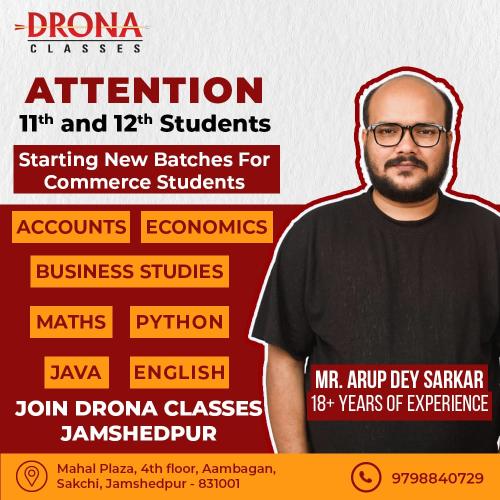 DRONA
CLASSES
ATTENTION
11th and 12th Students
Starting New Batches For
Commerce Students
ACCOUNTS ECONOMICS
BUSINESS STUDIES
MATHS PYTHON
JAVA ENGLISH
JOIN DRONA CLASSES
JAMSHEDPUR
MR. ARUP DEY SARKAR
18+ YEARS OF EXPERIENCE
Mahal Plaza, 4th floor, Aambagan,
Sakchi, Jamshedpur - 831001
9798840729